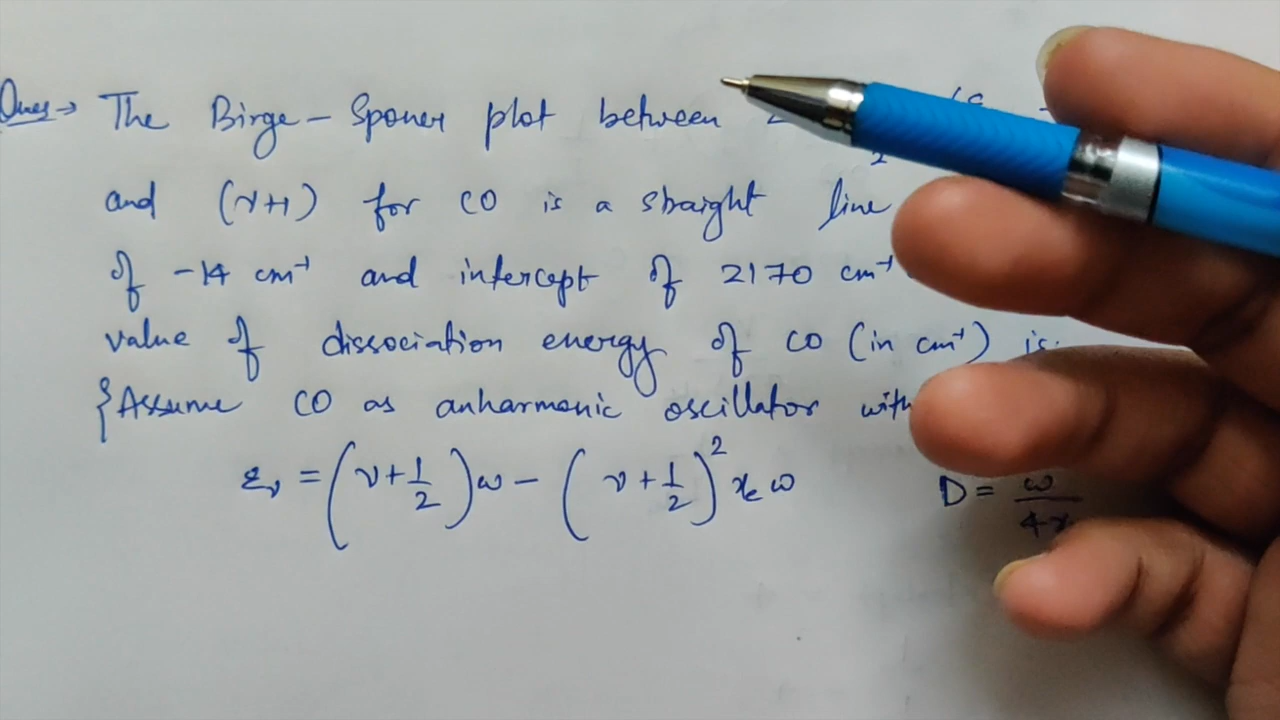 Ques → The Birge-Sponer plot between
and (ν+1) for CO is a straight line
of -14 cm⁻¹ and intercept of 2170 cm⁻¹
value of dissociation energy of CO (in cm⁻¹) is.
{Assume CO as anharmonic oscillator with
εᵥ = (ν+1/2)ω - (ν+1/2)² xₑ ω D = ω/4x